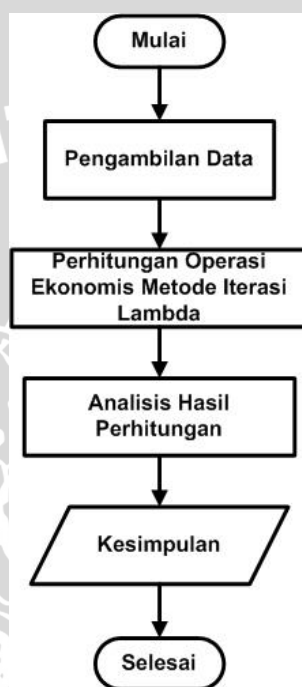 Mulai
Pengambilan Data
Perhitungan Operasi
Ekonomis Metode Iterasi
Lambda
Analisis Hasil
Perhitungan
Kesimpulan
Selesai